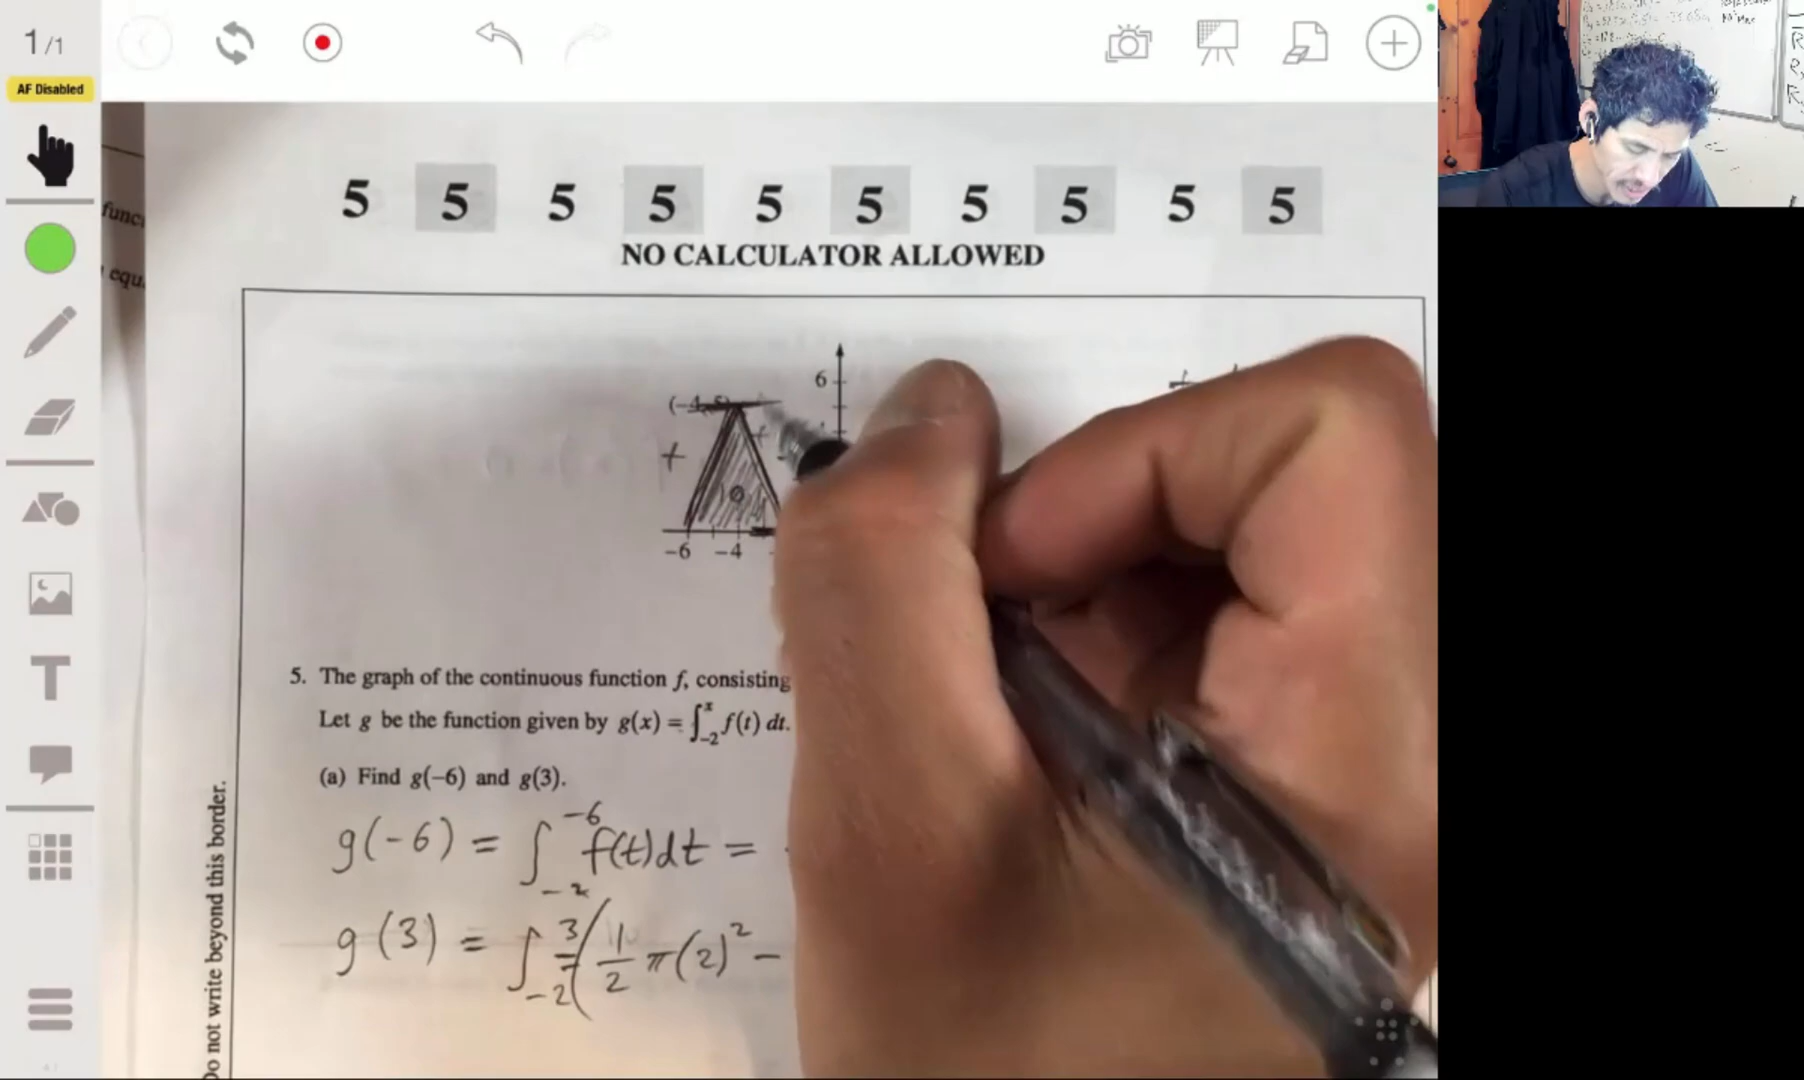 1/1
AF Disabled
func
equ
5 5 5 5 5 5 5 5 5 5
NO CALCULATOR ALLOWED
6
+
-6 -4
5. The graph of the continuous function f, consisting
Let g be the function given by g(x) = ∫_{-2}^{x} f(t) dt.
(a) Find g(-6) and g(3).
g(-6) = ∫_{-2}^{-6} f(t)dt =
g(3) = ∫_{-2}^{3} = ( 1/2 π(2)² -
Do not write beyond this border.
T